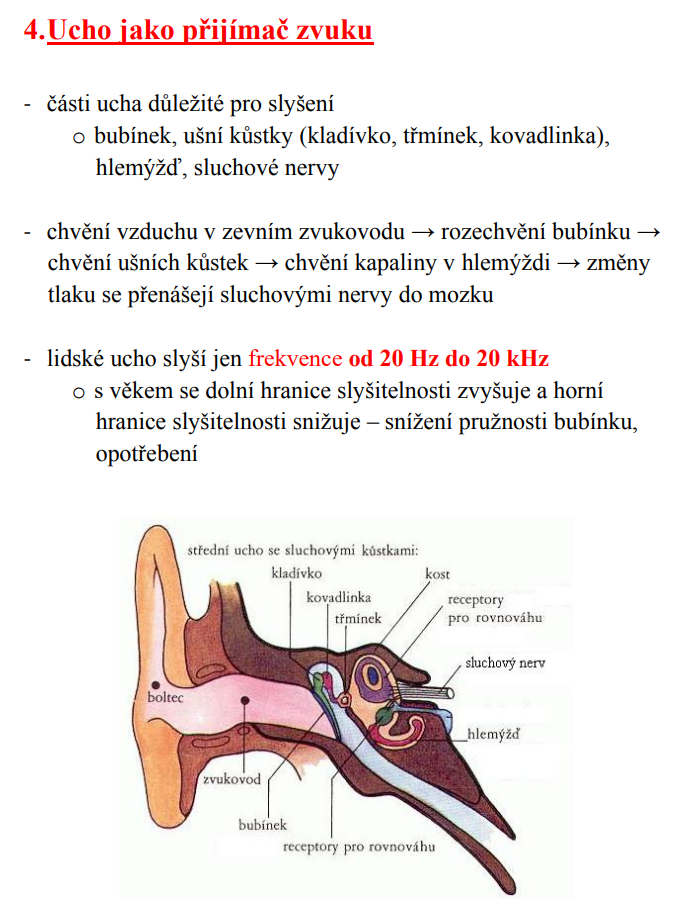 4.Ucho jako přijímač zvuku
- části ucha důležité pro slyšení
o bubínek, ušní kůstky (kladívko, třmínek, kovadlinka),
hlemýžď, sluchové nervy
- chvění vzduchu v zevním zvukovodu → rozechvění bubínku →
chvění ušních kůstek → chvění kapaliny v hlemýždi → změny
tlaku se přenášejí sluchovými nervy do mozku
- lidské ucho slyší jen frekvence od 20 Hz do 20 kHz
o s věkem se dolní hranice slyšitelnosti zvyšuje a horní
hranice slyšitelnosti snižuje – snížení pružnosti bubínku,
opotřebení
střední ucho se sluchovými kůstkami:
kladívko
kost
kovadlinka
receptory
třmínek
pro rovnováhu
sluchový nerv
boltec
hlemýžď
zvukovod
bubínek
receptory pro rovnováhu